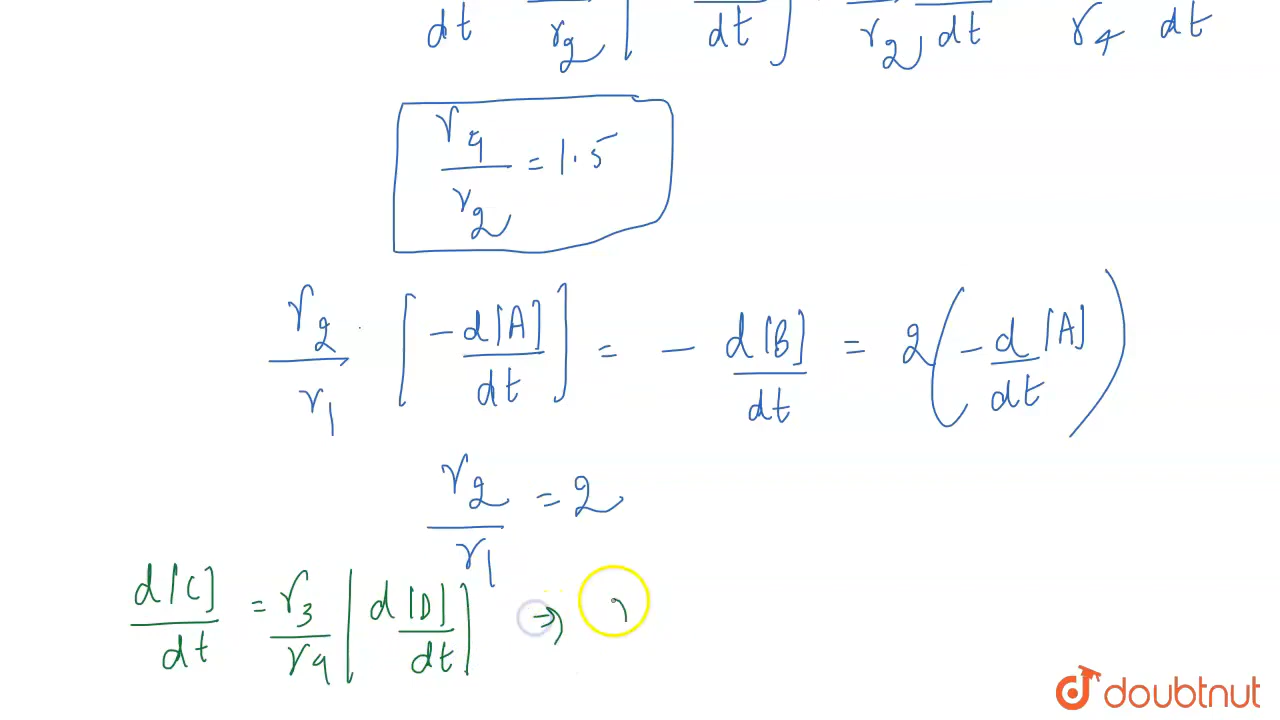 dt r2 [ dt ] r2 dt r4 dt
r4/r2 = 1.5
r2/r1 [ - d[A]/dt ] = - d[B]/dt = 2 ( - d[A]/dt )
r2/r1 = 2
d[C]/dt = r3/r4 [ d[D]/dt ] ⇒
doubtnut